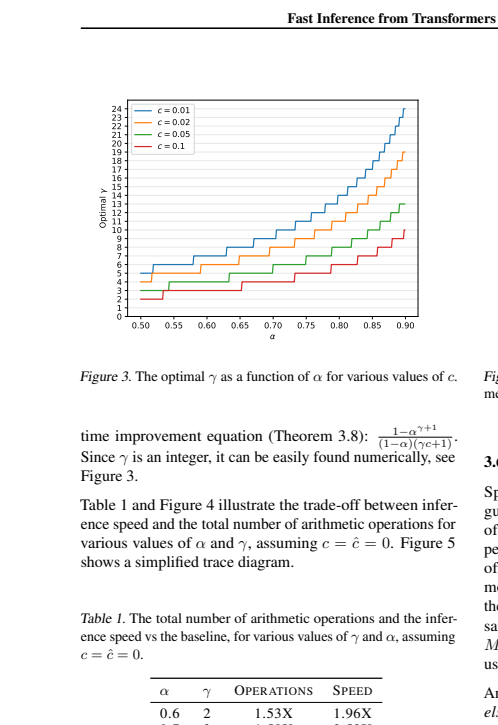 Fast Inference from Transformers
24
23
22
21
20
19
18
17
16
15
14
13
12
11
10
9
8
7
6
5
4
3
2
1
0
Optimal γ
c = 0.01
c = 0.02
c = 0.05
c = 0.1
0.50 0.55 0.60 0.65 0.70 0.75 0.80 0.85 0.90
α
Figure 3. The optimal γ as a function of α for various values of c.
time improvement equation (Theorem 3.8): \frac{1-α^{γ+1}}{(1-α)(γc+1)}.
Since γ is an integer, it can be easily found numerically, see
Figure 3.
Table 1 and Figure 4 illustrate the trade-off between infer-
ence speed and the total number of arithmetic operations for
various values of α and γ, assuming c = ĉ = 0. Figure 5
shows a simplified trace diagram.
Table 1. The total number of arithmetic operations and the infer-
ence speed vs the baseline, for various values of γ and α, assuming
c = ĉ = 0.
α γ OPERATIONS SPEED
0.6 2 1.53X 1.96X